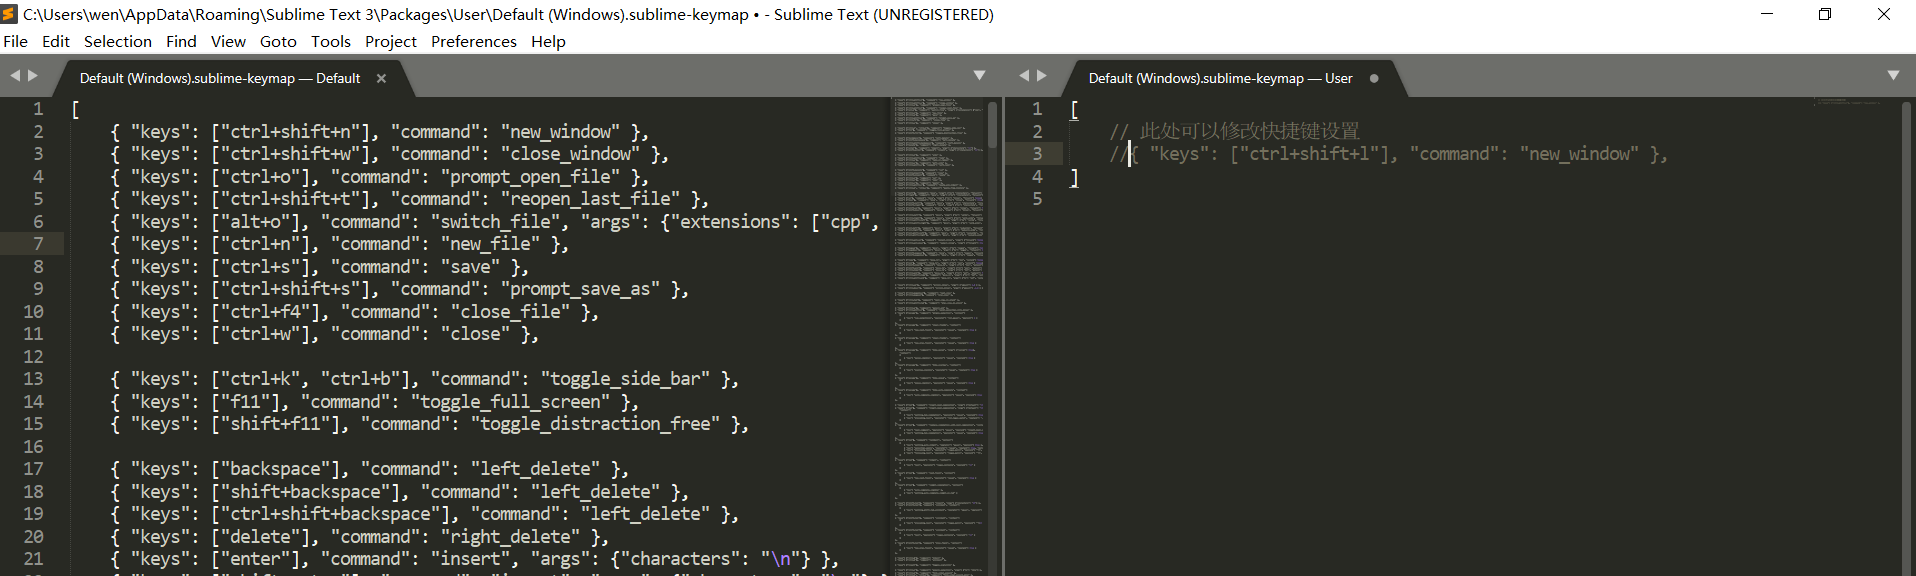 C:\Users\wen\AppData\Roaming\Sublime Text 3\Packages\User\Default (Windows).sublime-keymap • - Sublime Text (UNREGISTERED)
File Edit Selection Find View Goto Tools Project Preferences Help
Default (Windows).sublime-keymap — Default
1 [
2 { "keys": ["ctrl+shift+n"], "command": "new_window" },
3 { "keys": ["ctrl+shift+w"], "command": "close_window" },
4 { "keys": ["ctrl+o"], "command": "prompt_open_file" },
5 { "keys": ["ctrl+shift+t"], "command": "reopen_last_file" },
6 { "keys": ["alt+o"], "command": "switch_file", "args": {"extensions": ["cpp",
7 { "keys": ["ctrl+n"], "command": "new_file" },
8 { "keys": ["ctrl+s"], "command": "save" },
9 { "keys": ["ctrl+shift+s"], "command": "prompt_save_as" },
10 { "keys": ["ctrl+f4"], "command": "close_file" },
11 { "keys": ["ctrl+w"], "command": "close" },
12
13 { "keys": ["ctrl+k", "ctrl+b"], "command": "toggle_side_bar" },
14 { "keys": ["f11"], "command": "toggle_full_screen" },
15 { "keys": ["shift+f11"], "command": "toggle_distraction_free" },
16
17 { "keys": ["backspace"], "command": "left_delete" },
18 { "keys": ["shift+backspace"], "command": "left_delete" },
19 { "keys": ["ctrl+shift+backspace"], "command": "left_delete" },
20 { "keys": ["delete"], "command": "right_delete" },
21 { "keys": ["enter"], "command": "insert", "args": {"characters": "\n"} },
Default (Windows).sublime-keymap — User
1 [
2 // 此处可以修改快捷键设置
3 //{ "keys": ["ctrl+shift+l"], "command": "new_window" },
4 ]
5